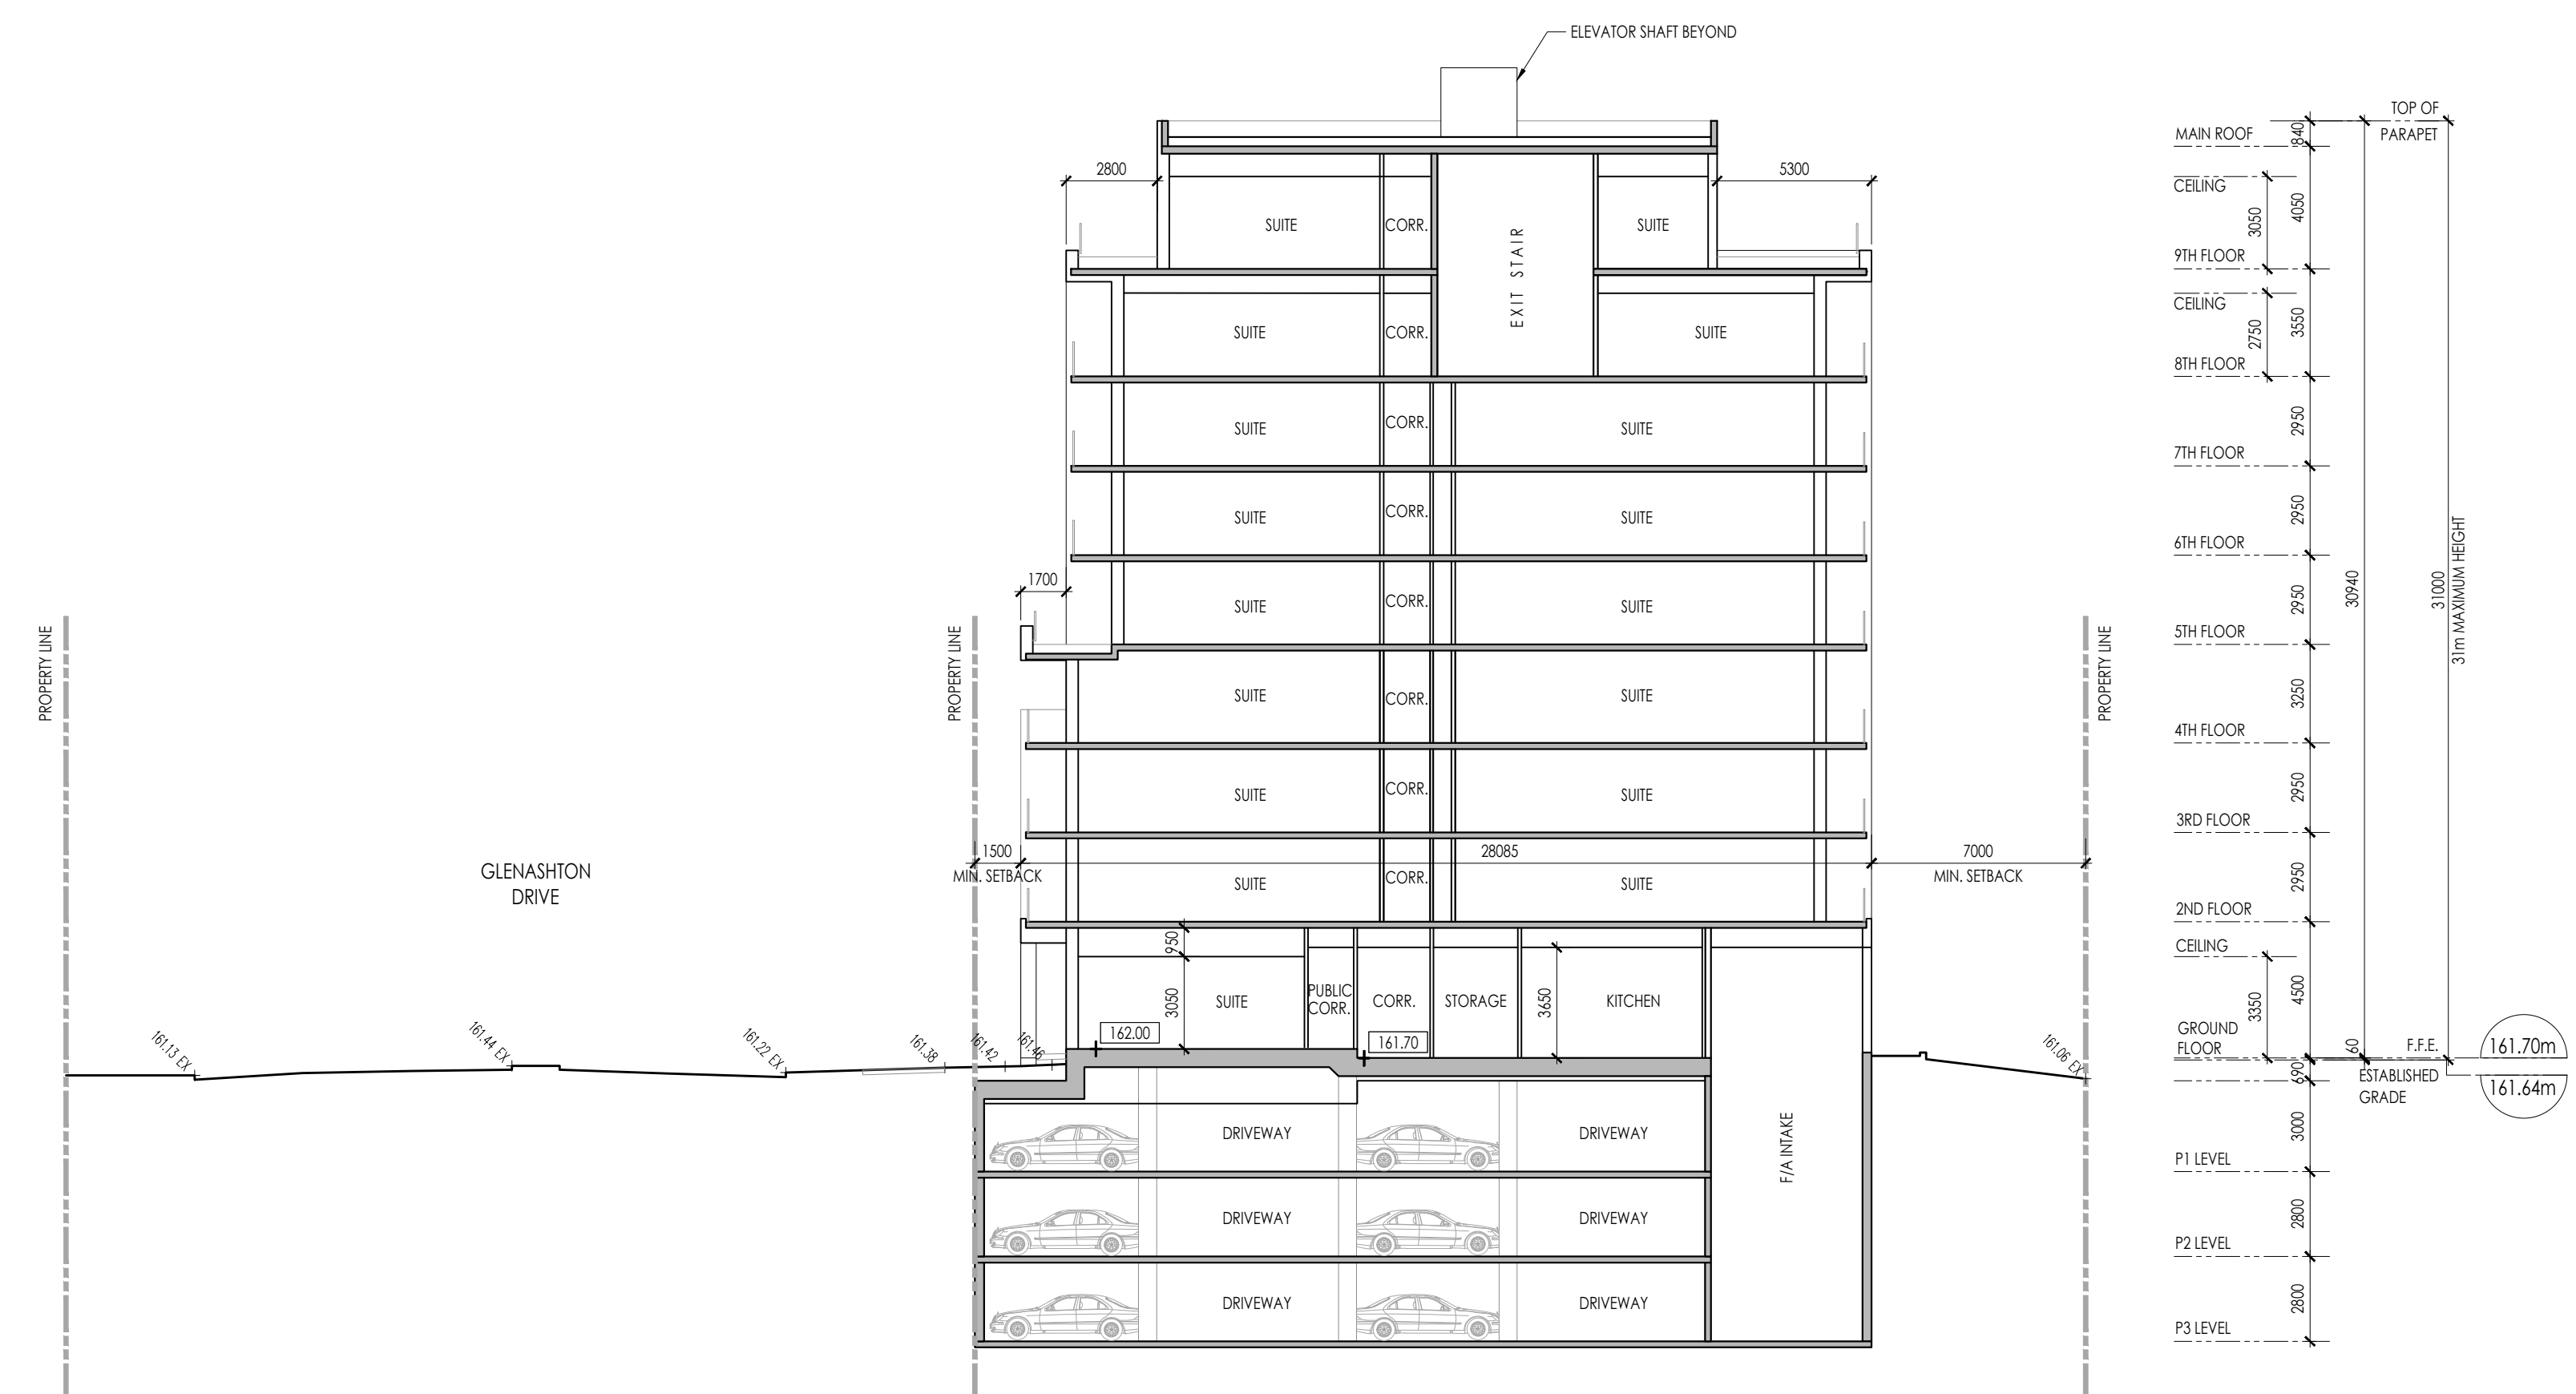 ELEVATOR SHAFT BEYOND
TOP OF
PARAPET
MAIN ROOF
840
2800
5300
CEILING
3050
4050
SUITE
CORR.
SUITE
EXIT STAIR
9TH FLOOR
CEILING
2750
3550
SUITE
CORR.
SUITE
8TH FLOOR
2950
SUITE
CORR.
SUITE
7TH FLOOR
2950
SUITE
CORR.
SUITE
6TH FLOOR
2950
30940
31000
31m MAXIMUM HEIGHT
1700
SUITE
CORR.
SUITE
5TH FLOOR
PROPERTY LINE
PROPERTY LINE
PROPERTY LINE
3250
SUITE
CORR.
SUITE
4TH FLOOR
2950
SUITE
CORR.
SUITE
3RD FLOOR
1500
MIN. SETBACK
28085
7000
MIN. SETBACK
2950
GLENASHTON
DRIVE
SUITE
CORR.
SUITE
2ND FLOOR
950
CEILING
3050
SUITE
PUBLIC
CORR.
CORR.
STORAGE
3650
KITCHEN
3350
4500
162.00
161.70
GROUND
FLOOR
60
F.F.E.
161.70m
161.13 EX
161.44 EX
161.22 EX
161.38
161.42
161.46
161.06 EX
690
ESTABLISHED
GRADE
161.64m
DRIVEWAY
DRIVEWAY
F/A INTAKE
3000
P1 LEVEL
DRIVEWAY
DRIVEWAY
2800
P2 LEVEL
DRIVEWAY
DRIVEWAY
2800
P3 LEVEL